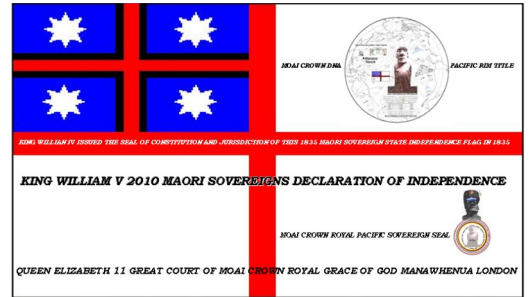 MOAI CROWN DNA
PACIFIC RIM TITLE
KING WILLIAN IV ISSUED THE SEAL OF CONSTITUTION AND JURISDICTION OF THIS 1835 MAORI SOVEREIGN STATE INDEPENDENCE FLAG IN 1835
KING WILLIAM V 2010 MAORI SOVEREIGNS DECLARATION OF INDEPENDENCE
MOAI CROWN ROYAL PACIFIC SOVEREIGN SEAL
QUEEN ELIZABETH 11 GREAT COURT OF MOAI CROWN ROYAL GRACE OF GOD MANAWHENUA LONDON